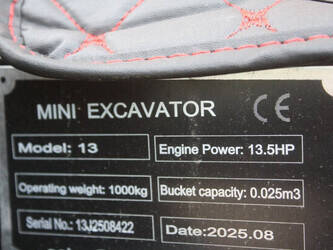 MINI EXCAVATOR CE
Model: 13
Engine Power: 13.5HP
Operating weight: 1000kg
Bucket capacity: 0.025m3
Serial No.: 13J2508422
Date:2025.08